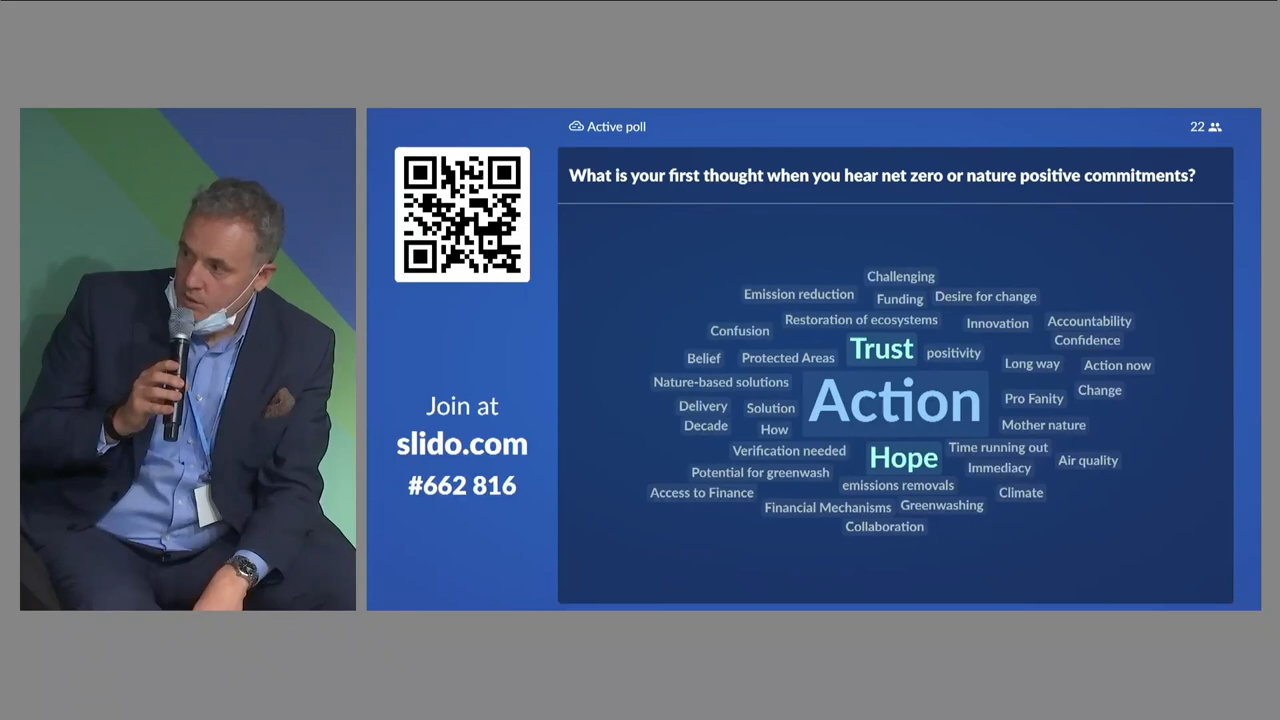 Active poll
22
What is your first thought when you hear net zero or nature positive commitments?
Join at
slido.com
#662 816
Challenging
Emission reduction
Funding
Desire for change
Restoration of ecosystems
Innovation
Accountability
Confusion
Confidence
Trust
positivity
Belief
Protected Areas
Long way
Action now
Nature-based solutions
Action
Change
Pro Fanity
Delivery
Solution
Decade
How
Mother nature
Verification needed
Hope
Time running out
Immediacy
Air quality
Potential for greenwash
emissions removals
Access to Finance
Climate
Financial Mechanisms
Greenwashing
Collaboration